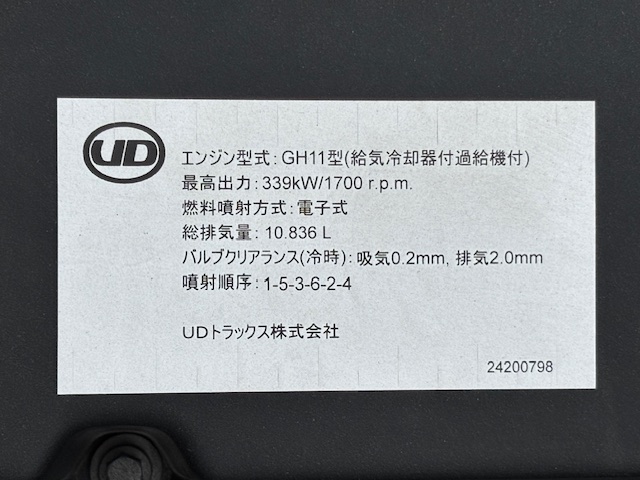 UD
エンジン型式:GH11型(給気冷却器付過給機付)
最高出力:339kW/1700 r.p.m.
燃料噴射方式:電子式
総排気量:10.836 L
バルブクリアランス(冷時):吸気0.2mm, 排気2.0mm
噴射順序:1-5-3-6-2-4
UDトラックス株式会社
24200798